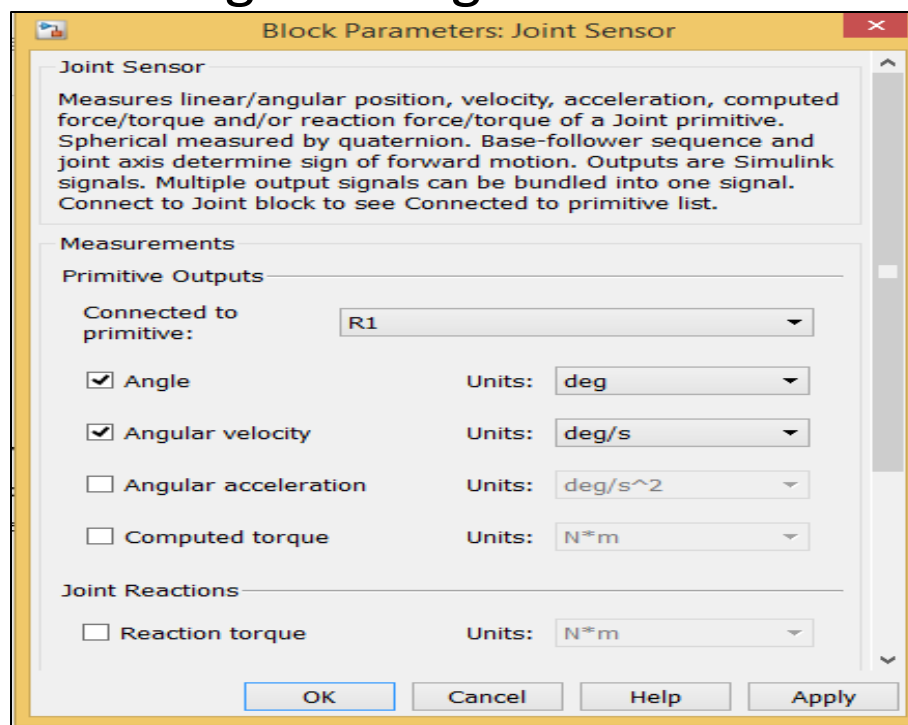 Block Parameters: Joint Sensor
Joint Sensor
Measures linear/angular position, velocity, acceleration, computed
force/torque and/or reaction force/torque of a Joint primitive.
Spherical measured by quaternion. Base-follower sequence and
joint axis determine sign of forward motion. Outputs are Simulink
signals. Multiple output signals can be bundled into one signal.
Connect to Joint block to see Connected to primitive list.
Measurements
Primitive Outputs
Connected to
primitive:
R1
Angle Units: deg
Angular velocity Units: deg/s
Angular acceleration Units: deg/s^2
Computed torque Units: N*m
Joint Reactions
Reaction torque Units: N*m
OK Cancel Help Apply